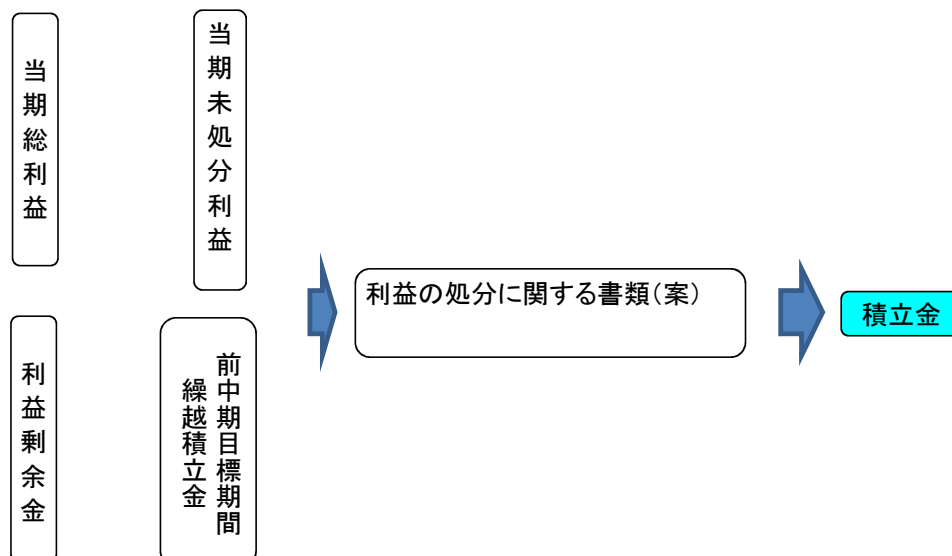 当期総利益
当期未処分利益
利益剰余金
前中期目標期間
繰越積立金
利益の処分に関する書類(案)
積立金